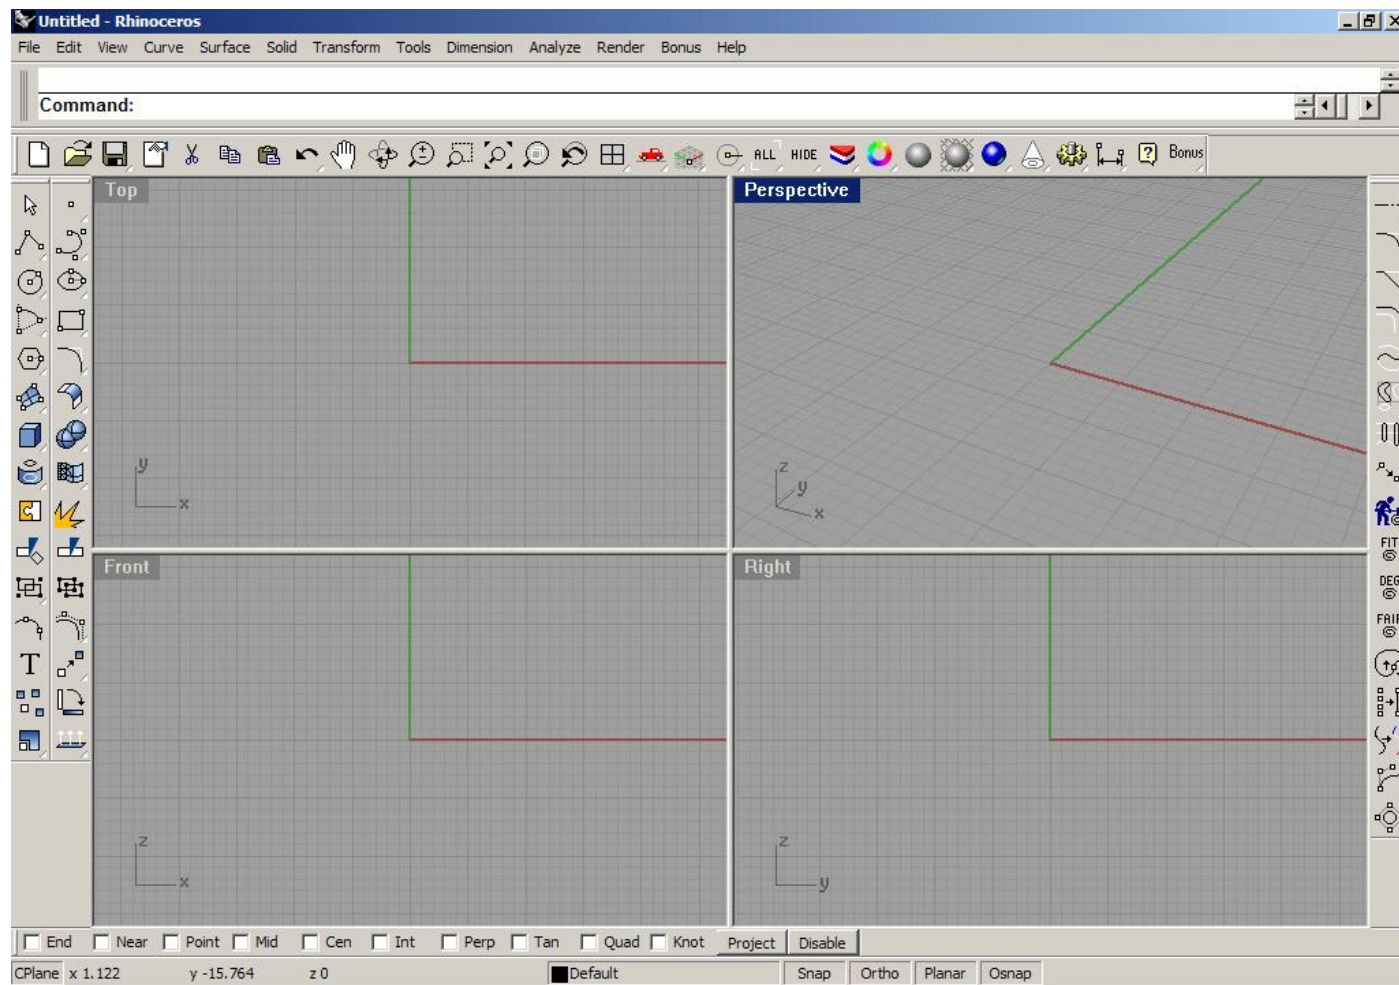 Untitled - Rhinoceros
File Edit View Curve Surface Solid Transform Tools Dimension Analyze Render Bonus Help
Command:
ALL HIDE Bonus
Top
Perspective
y
x
z
y
x
T
FIT
DEG
FAIR
Front
Right
z
x
z
y
End Near Point Mid Cen Int Perp Tan Quad Knot Project Disable
CPlane x 1.122 y -15.764 z 0 Default Snap Ortho Planar Osnap